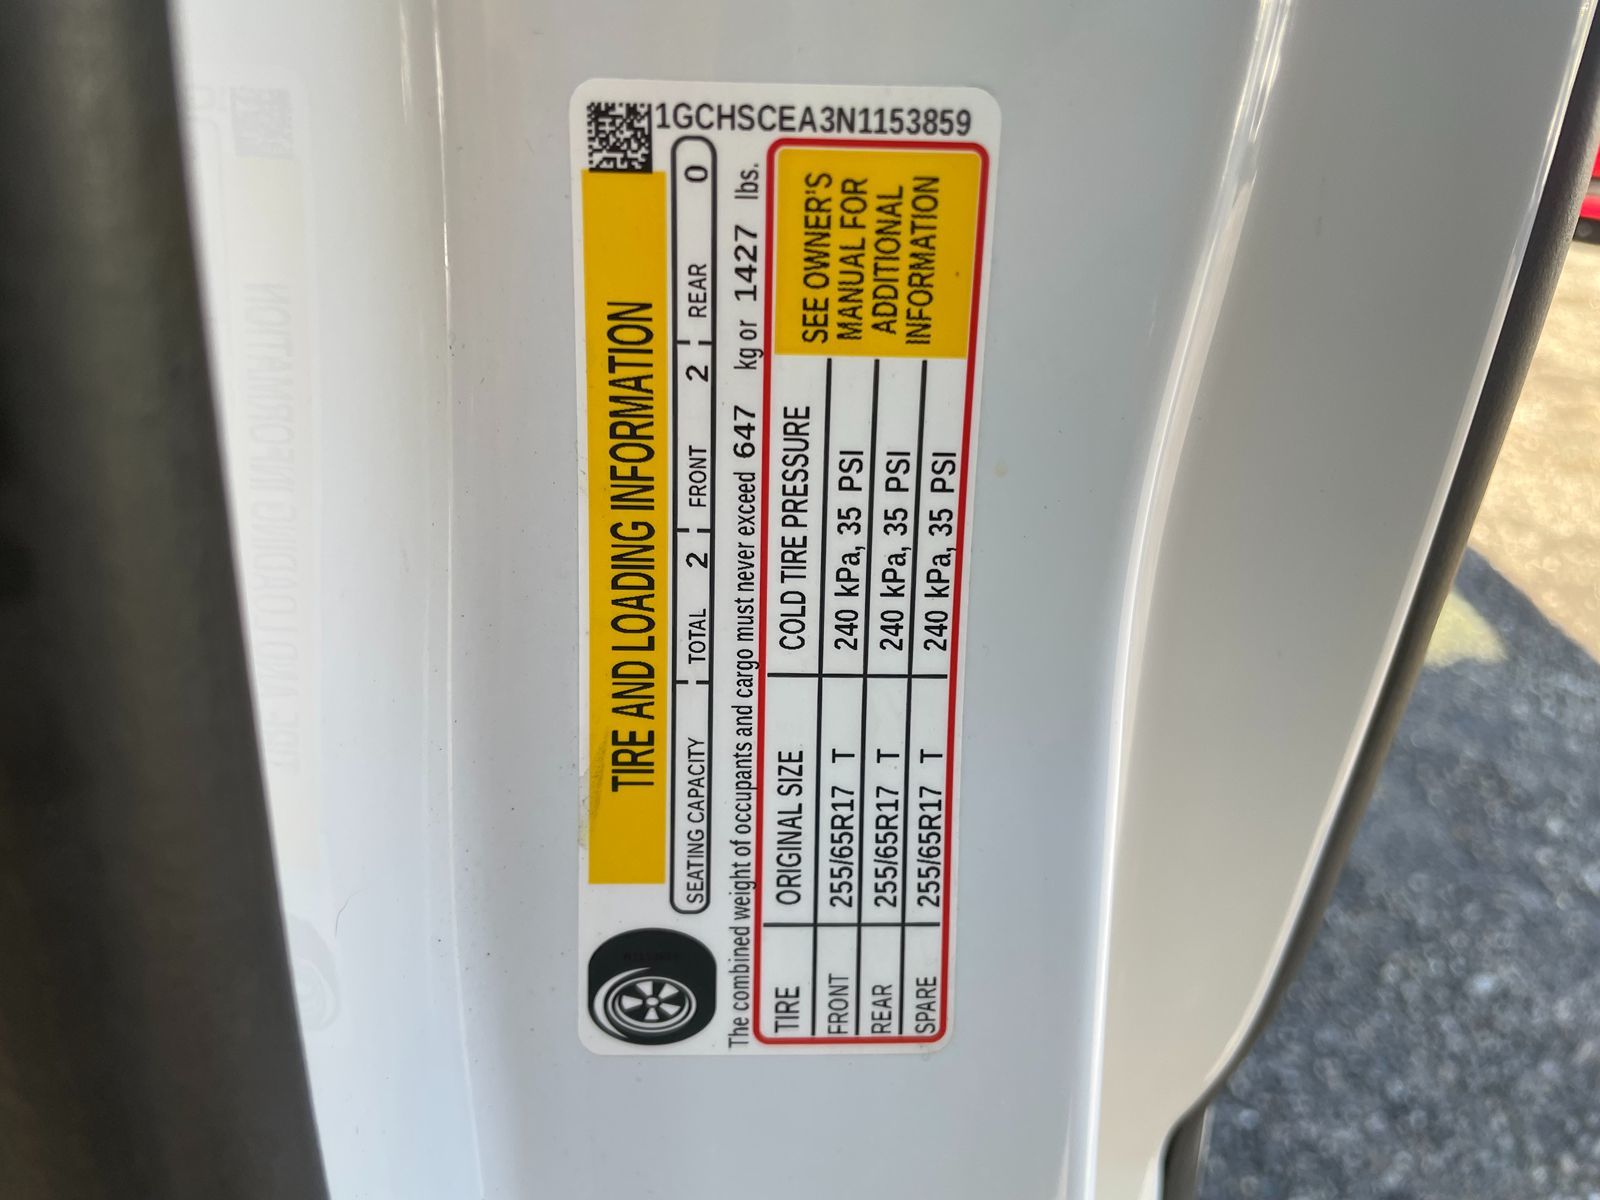 1GCHSCEA3N1153859
TIRE AND LOADING INFORMATION
SEATING CAPACITY TOTAL 2 FRONT 2 REAR 0
The combined weight of occupants and cargo must never exceed 647 kg or 1427 lbs.
TIRE ORIGINAL SIZE COLD TIRE PRESSURE
FRONT 255/65R17 T 240 kPa, 35 PSI
REAR 255/65R17 T 240 kPa, 35 PSI
SPARE 255/65R17 T 240 kPa, 35 PSI
SEE OWNER'S
MANUAL FOR
ADDITIONAL
INFORMATION